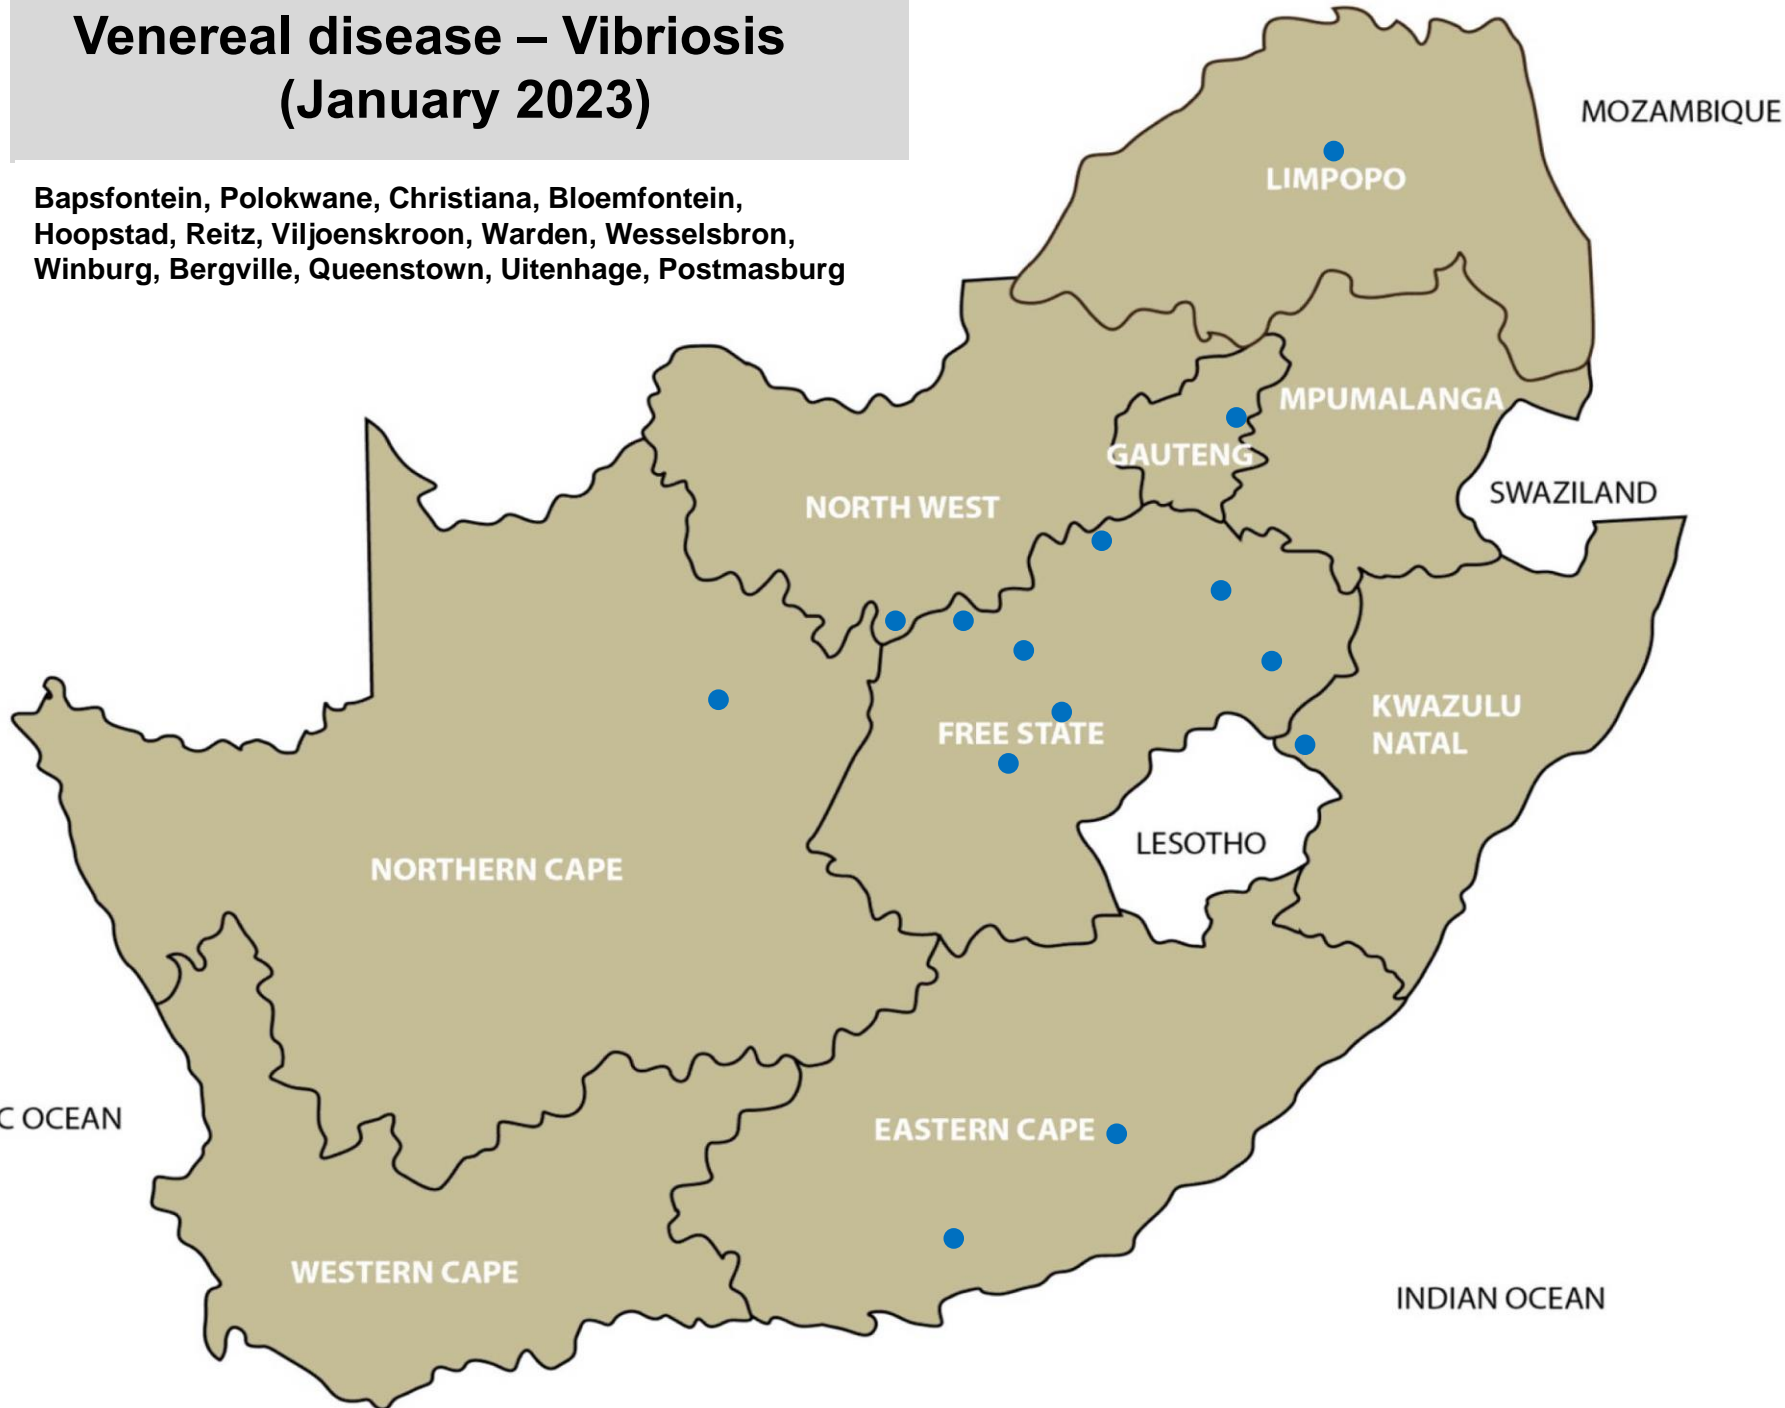 Venereal disease – Vibriosis
(January 2023)
Bapsfontein, Polokwane, Christiana, Bloemfontein,
Hoopstad, Reitz, Viljoenskroon, Warden, Wesselsbron,
Winburg, Bergville, Queenstown, Uitenhage, Postmasburg
MOZAMBIQUE
LIMPOPO
MPUMALANGA
GAUTENG
SWAZILAND
NORTH WEST
KWAZULU
NATAL
FREE STATE
LESOTHO
NORTHERN CAPE
C OCEAN
EASTERN CAPE
WESTERN CAPE
INDIAN OCEAN